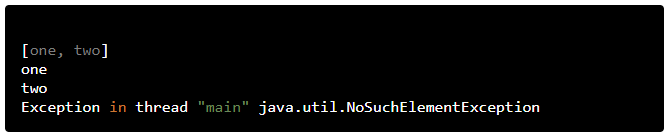 [one, two]
one
two
Exception in thread "main" java.util.NoSuchElementException